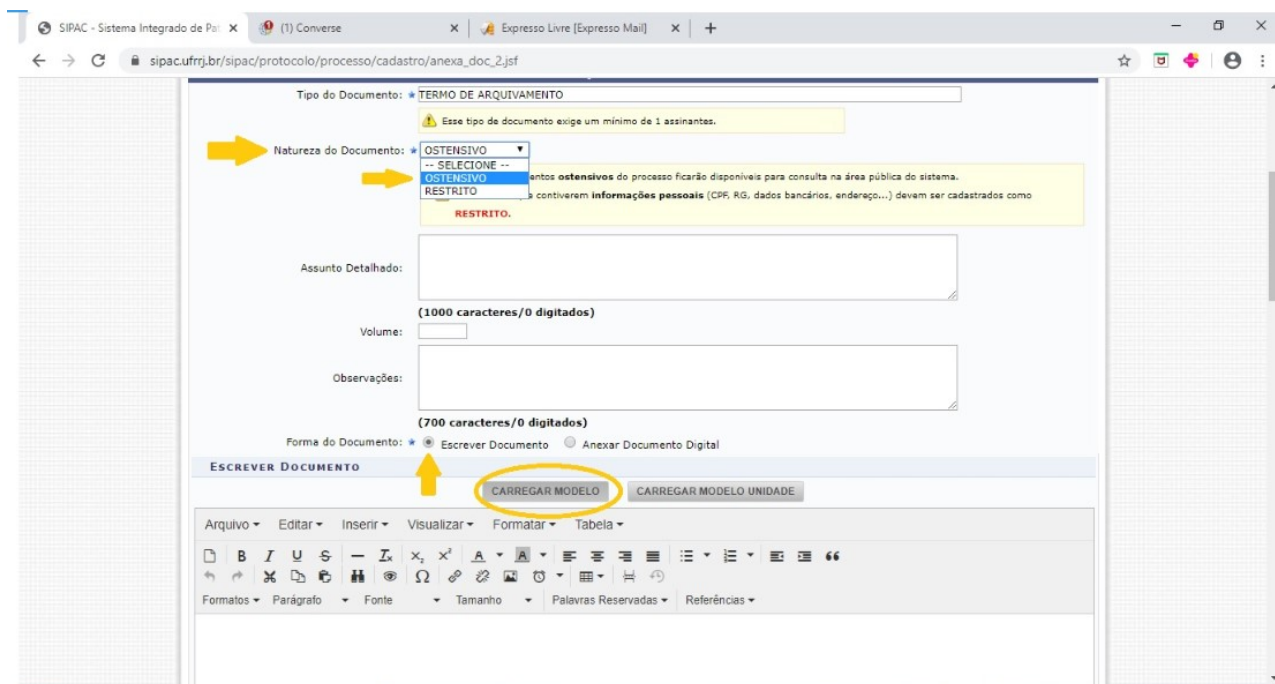 SIPAC - Sistema Integrado de Pat
(1) Converse
Expresso Livre [Expresso Mail]
sipac.ufrrj.br/sipac/protocolo/processo/cadastro/anexa_doc_2.jsf
Tipo do Documento: TERMO DE ARQUIVAMENTO
Esse tipo de documento exige um mínimo de 1 assinantes.
Natureza do Documento: OSTENSIVO
-- SELECIONE --
OSTENSIVO
RESTRITO
entos ostensivos do processo ficarão disponíveis para consulta na área pública do sistema.
contiverem informações pessoais (CPF, RG, dados bancários, endereço...) devem ser cadastrados como
RESTRITO.
Assunto Detalhado:
(1000 caracteres/0 digitados)
Volume:
Observações:
(700 caracteres/0 digitados)
Forma do Documento: Escrever Documento Anexar Documento Digital
ESCREVER DOCUMENTO
CARREGAR MODELO CARREGAR MODELO UNIDADE
Arquivo Editar Inserir Visualizar Formatar Tabela
Formatos Parágrafo Fonte Tamanho Palavras Reservadas Referências